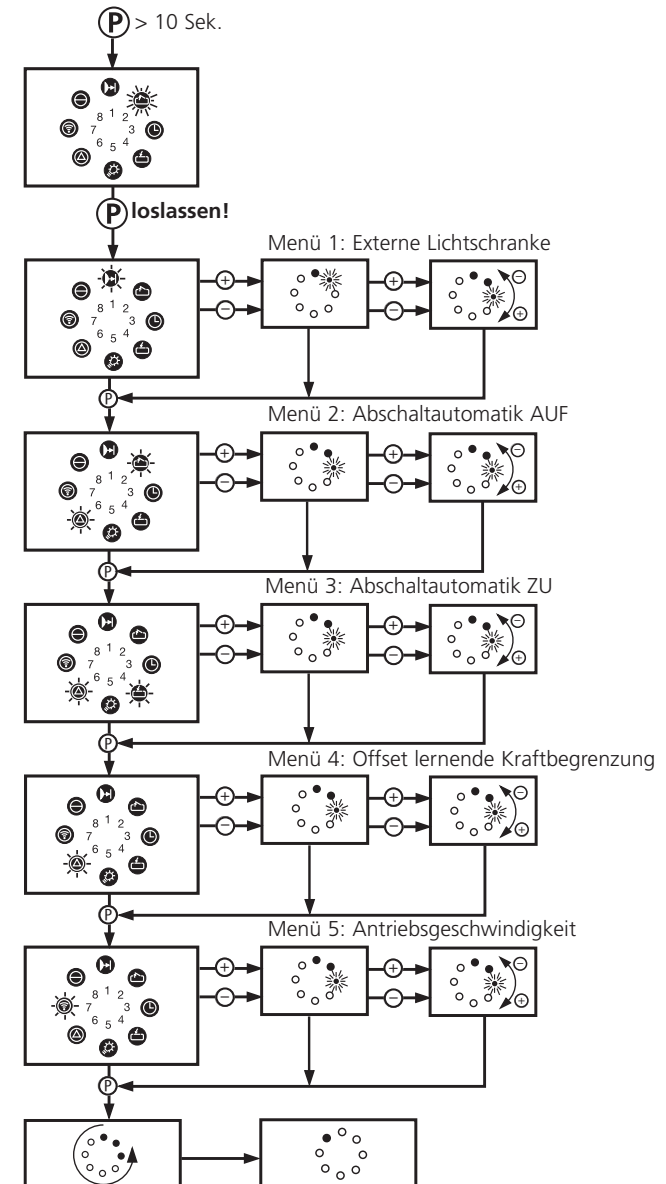 P > 10 Sek.
8 1 2
7 3
6 5 4
P loslassen!
Menü 1: Externe Lichtschranke
8 1 2
7 3
6 5 4
+ +
- -
- +
P
Menü 2: Abschaltautomatik AUF
8 1 2
7 3
6 5 4
+ +
- -
- +
P
Menü 3: Abschaltautomatik ZU
8 1 2
7 3
6 5 4
+ +
- -
- +
P
Menü 4: Offset lernende Kraftbegrenzung
8 1 2
7 3
6 5 4
+ +
- -
- +
P
Menü 5: Antriebsgeschwindigkeit
8 1 2
7 3
6 5 4
+ +
- -
- +
P